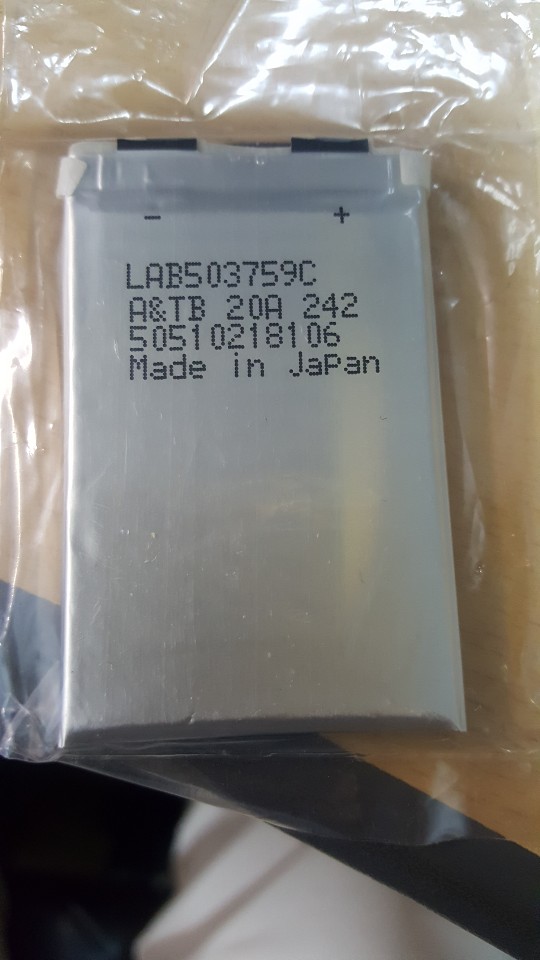 - +
LAB503759C
A&TB 20A 242
50510218106
Made in Japan